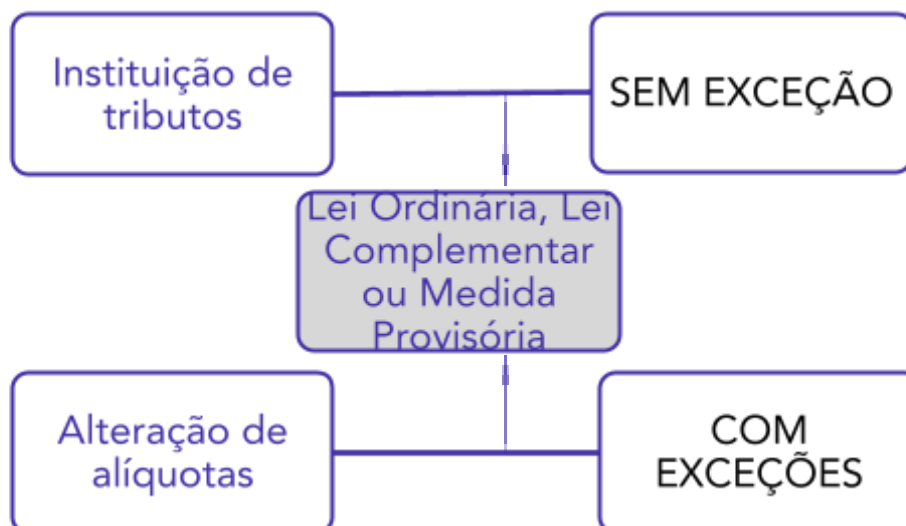 Instituição de
tributos
SEM EXCEÇÃO
Lei Ordinária, Lei
Complementar
ou Medida
Provisória
Alteração de
alíquotas
COM
EXCEÇÕES